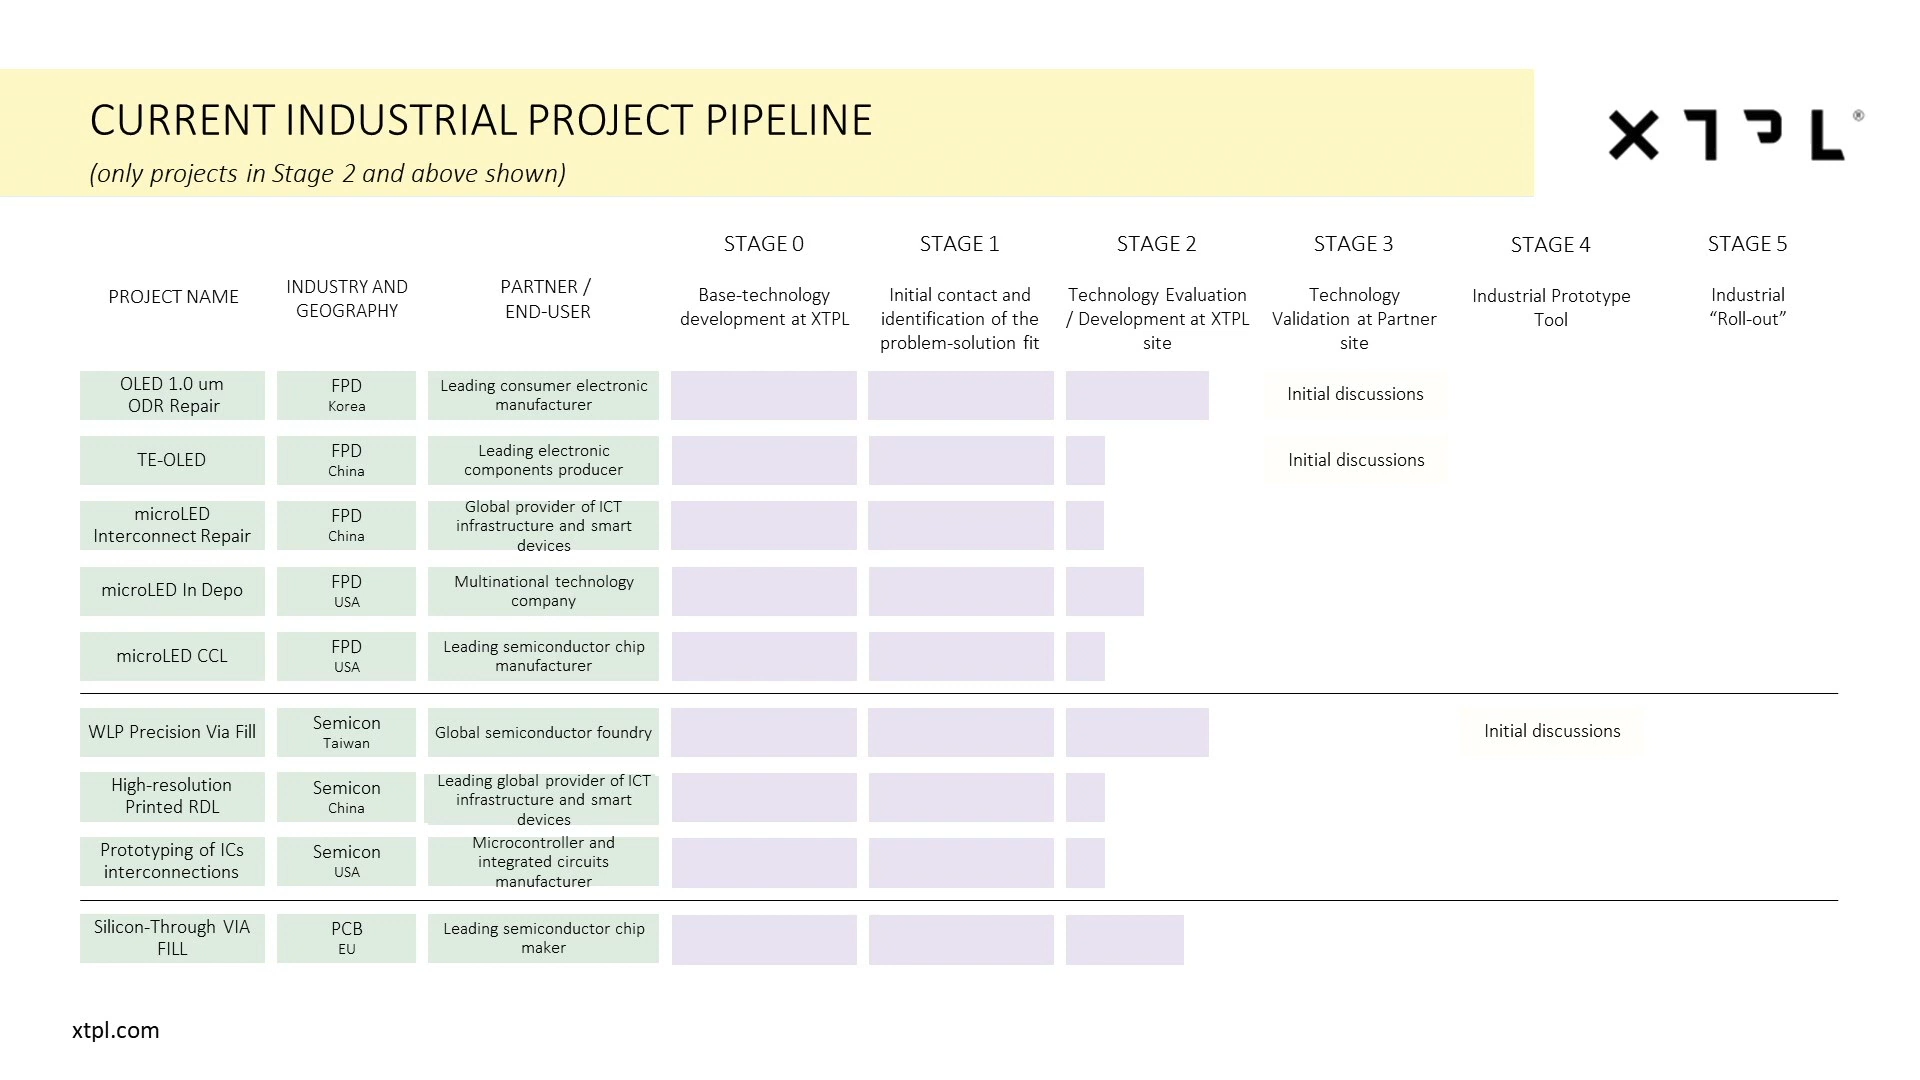 CURRENT INDUSTRIAL PROJECT PIPELINE
(only projects in Stage 2 and above shown)
XTPL®
PROJECT NAME
INDUSTRY AND
GEOGRAPHY
PARTNER /
END-USER
STAGE 0
Base-technology
development at XTPL
STAGE 1
Initial contact and
identification of the
problem-solution fit
STAGE 2
Technology Evaluation
/ Development at XTPL
site
STAGE 3
Technology
Validation at Partner
site
STAGE 4
Industrial Prototype
Tool
STAGE 5
Industrial
“Roll-out”
OLED 1.0 um
ODR Repair
FPD
Korea
Leading consumer electronic
manufacturer
Initial discussions
TE-OLED
FPD
China
Leading electronic
components producer
Initial discussions
microLED
Interconnect Repair
FPD
China
Global provider of ICT
infrastructure and smart
devices
microLED In Depo
FPD
USA
Multinational technology
company
microLED CCL
FPD
USA
Leading semiconductor chip
manufacturer
WLP Precision Via Fill
Semicon
Taiwan
Global semiconductor foundry
Initial discussions
High-resolution
Printed RDL
Semicon
China
Leading global provider of ICT
infrastructure and smart
devices
Prototyping of ICs
interconnections
Semicon
USA
Microcontroller and
integrated circuits
manufacturer
Silicon-Through VIA
FILL
PCB
EU
Leading semiconductor chip
maker
xtpl.com